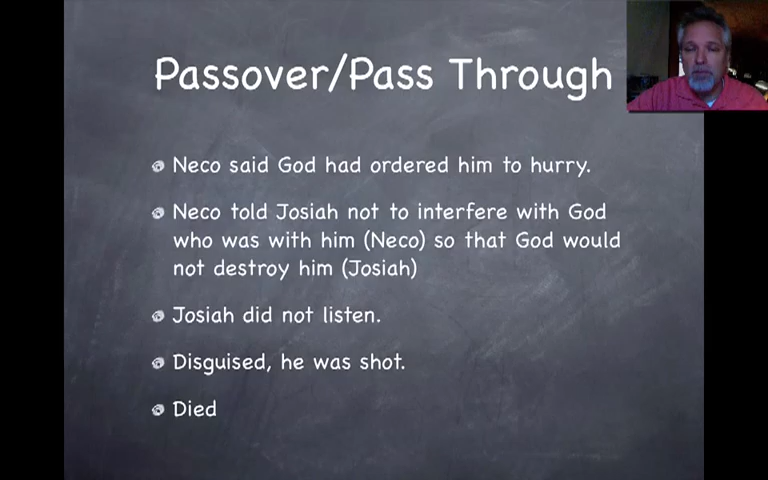 Passover/Pass Through
Neco said God had ordered him to hurry.
Neco told Josiah not to interfere with God
who was with him (Neco) so that God would
not destroy him (Josiah)
Josiah did not listen.
Disguised, he was shot.
Died